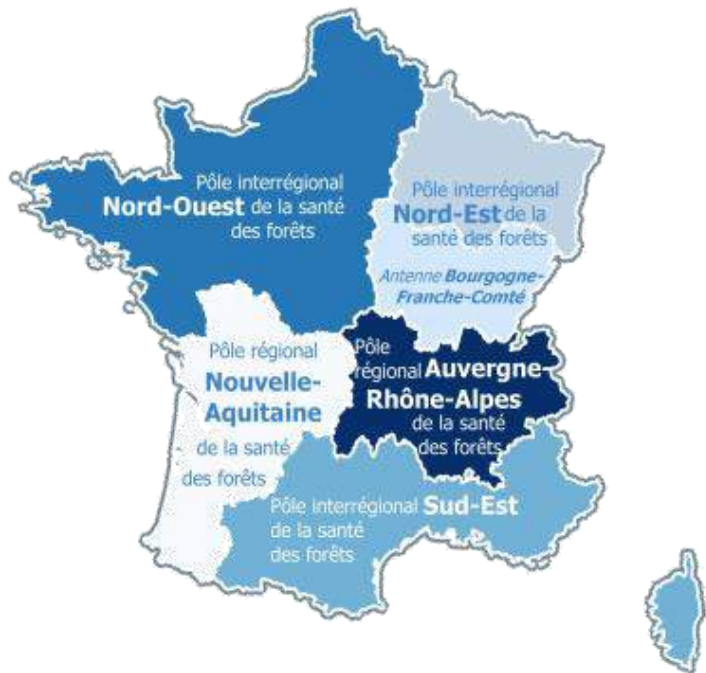 Pôle interrégional
Nord-Ouest de la santé
des forêts
Pôle interrégional
Nord-Est de la
santé des forêts
Antenne Bourgogne-
Franche-Comté
Pôle régional
Nouvelle-
Aquitaine
de la santé
des forêts
Pôle
régional Auvergne-
Rhône-Alpes
de la santé
des forêts
Pôle interrégional Sud-Est
de la santé
des forêts